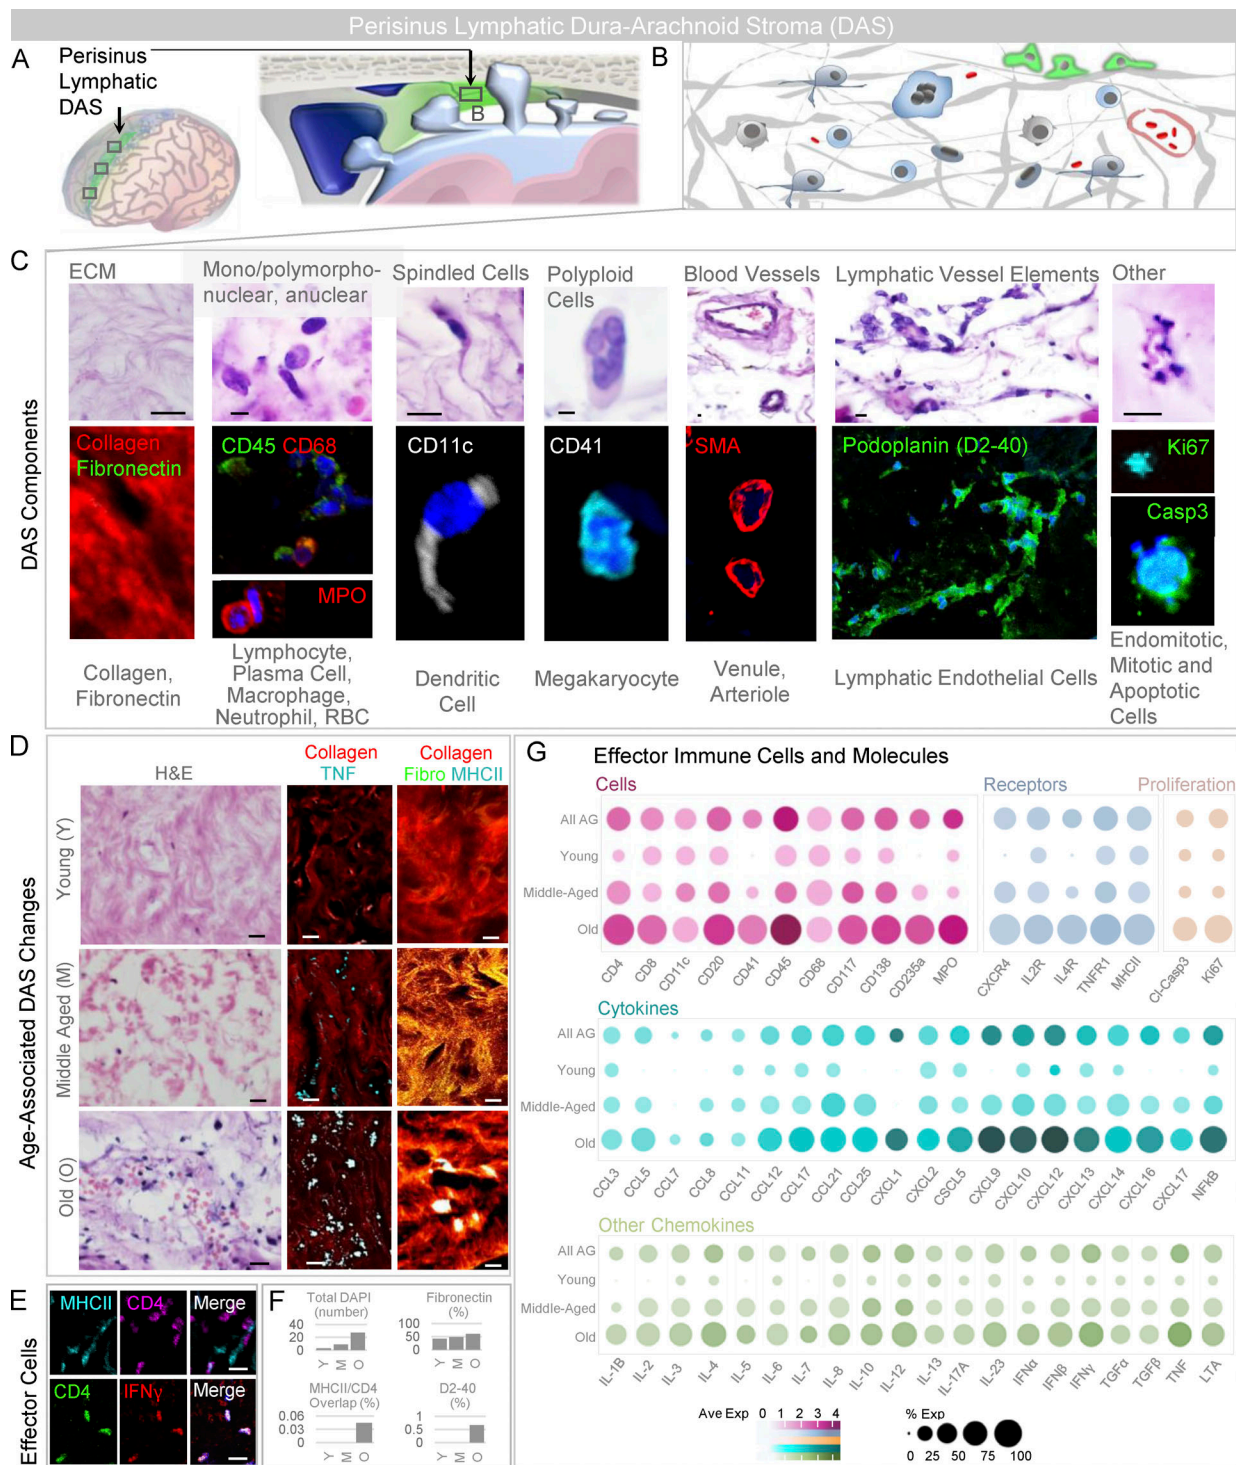 Perisinus Lymphatic Dura-Arachnoid Stroma (DAS)
A
Perisinus
Lymphatic
DAS
B
B
C
DAS Components
ECM
Mono/polymorpho-
nuclear, anuclear
Spindled Cells
Polyploid
Cells
Blood Vessels
Lymphatic Vessel Elements
Other
Collagen
Fibronectin
CD45 CD68
MPO
CD11c
CD41
SMA
Podoplanin (D2-40)
Ki67
Casp3
Collagen,
Fibronectin
Lymphocyte,
Plasma Cell,
Macrophage,
Neutrophil, RBC
Dendritic
Cell
Megakaryocyte
Venule,
Arteriole
Lymphatic Endothelial Cells
Endomitotic,
Mitotic and
Apoptotic
Cells
D
Age-Associated DAS Changes
H&E
Collagen
TNF
Collagen
Fibro MHCII
Young (Y)
Middle Aged (M)
Old (O)
E
Effector Cells
MHCII
CD4
Merge
CD4
IFNγ
Merge
F
Total DAPI
(number)
40
20
0
Y
M
O
Fibronectin
(%)
100
50
0
Y
M
O
MHCII/CD4
Overlap (%)
0.06
0.03
0
Y
M
O
D2-40
(%)
1
0.5
0
Y
M
O
G
Effector Immune Cells and Molecules
Cells
Receptors
Proliferation
All AG
Young
Middle-Aged
Old
CD4
CD8
CD11c
CD20
CD41
CD45
CD68
CD117
CD138
CD235a
MPO
CXCR4
IL2R
IL4R
TNFR1
MHCII
Cl-Casp3
Ki67
Cytokines
All AG
Young
Middle-Aged
Old
CCL3
CCL5
CCL7
CCL8
CCL11
CCL12
CCL17
CCL21
CCL25
CXCL1
CXCL2
CSCL5
CXCL9
CXCL10
CXCL12
CXCL13
CXCL14
CXCL16
CXCL17
NFkB
Other Chemokines
All AG
Young
Middle-Aged
Old
IL-1B
IL-2
IL-3
IL-4
IL-5
IL-6
IL-7
IL-8
IL-10
IL-12
IL-13
IL-17A
IL-23
IFNα
IFNβ
IFNγ
TGFα
TGFβ
TNF
LTA
Ave Exp 0 1 2 3 4
% Exp
0 25 50 75 100